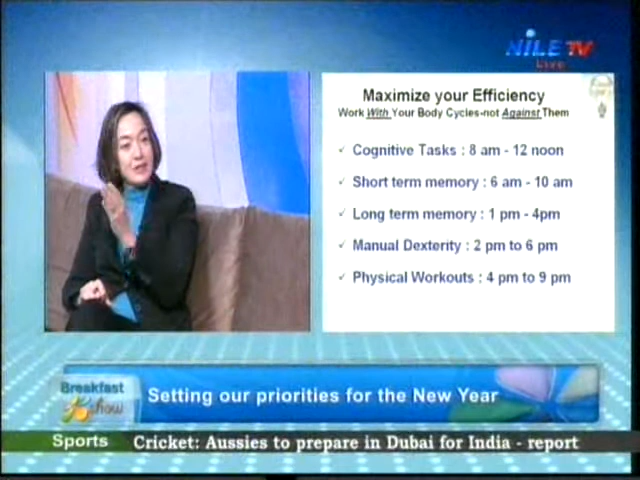 NiLE TV
Live
Maximize your Efficiency
Work With Your Body Cycles-not Against Them
✓ Cognitive Tasks : 8 am - 12 noon
✓ Short term memory : 6 am - 10 am
✓ Long term memory : 1 pm - 4pm
✓ Manual Dexterity : 2 pm to 6 pm
✓ Physical Workouts : 4 pm to 9 pm
Breakfast
show
Setting our priorities for the New Year
Sports Cricket: Aussies to prepare in Dubai for India - report